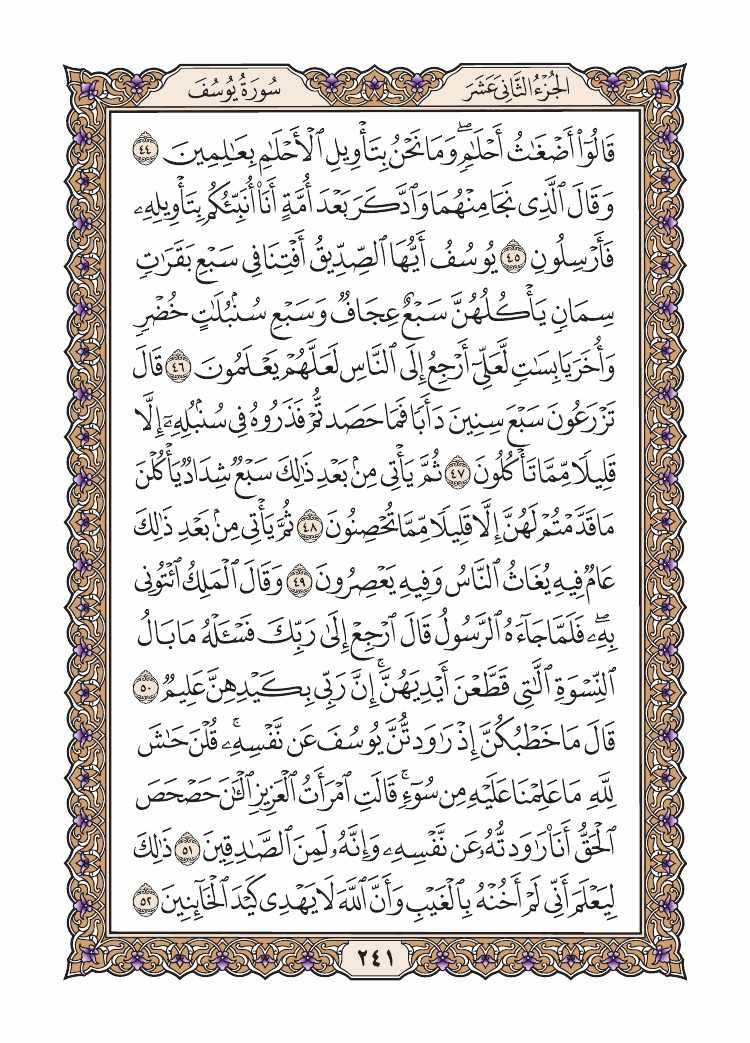 الجُزْءُ الثَّانِي عَشَرَ
سُورَةُ يُوسُفَ
قَالُوٓا۟ أَضْغَـٰثُ أَحْلَـٰمٍۢ ۖ وَمَا نَحْنُ بِتَأْوِيلِ ٱلْأَحْلَـٰمِ بِعَـٰلِمِينَ ٤٤
وَقَالَ ٱلَّذِى نَجَا مِنْهُمَا وَٱدَّكَرَ بَعْدَ أُمَّةٍ أَنَا۠ أُنَبِّئُكُم بِتَأْوِيلِهِۦ
فَأَرْسِلُونِ ٤٥ يُوسُفُ أَيُّهَا ٱلصِّدِّيقُ أَفْتِنَا فِى سَبْعِ بَقَرَٰتٍۢ
سِمَانٍۢ يَأْكُلُهُنَّ سَبْعٌ عِجَافٌۭ وَسَبْعِ سُنۢبُلَـٰتٍ خُضْرٍۢ
وَأُخَرَ يَابِسَـٰتٍۢ لَّعَلِّىٓ أَرْجِعُ إِلَى ٱلنَّاسِ لَعَلَّهُمْ يَعْلَمُونَ ٤٦ قَالَ
تَزْرَعُونَ سَبْعَ سِنِينَ دَأَبًۭا فَمَا حَصَدتُّمْ فَذَرُوهُ فِى سُنۢبُلِهِۦٓ إِلَّا
قَلِيلًۭا مِّمَّا تَأْكُلُونَ ٤٧ ثُمَّ يَأْتِى مِنۢ بَعْدِ ذَٰلِكَ سَبْعٌۭ شِدَادٌۭ يَأْكُلْنَ
مَا قَدَّمْتُمْ لَهُنَّ إِلَّا قَلِيلًۭا مِّمَّا تُحْصِنُونَ ٤٨ ثُمَّ يَأْتِى مِنۢ بَعْدِ ذَٰلِكَ
عَامٌۭ فِيهِ يُغَاثُ ٱلنَّاسُ وَفِيهِ يَعْصِرُونَ ٤٩ وَقَالَ ٱلْمَلِكُ ٱئْتُونِى
بِهِۦ ۖ فَلَمَّا جَآءَهُ ٱلرَّسُولُ قَالَ ٱرْجِعْ إِلَىٰ رَبِّكَ فَسْـَٔلْهُ مَا بَالُ
ٱلنِّسْوَةِ ٱلَّـٰتِى قَطَّعْنَ أَيْدِيَهُنَّ ۚ إِنَّ رَبِّى بِكَيْدِهِنَّ عَلِيمٌۭ ٥٠
قَالَ مَا خَطْبُكُنَّ إِذْ رَٰوَدتُّنَّ يُوسُفَ عَن نَّفْسِهِۦ ۚ قُلْنَ حَـٰشَ
لِلَّهِ مَا عَلِمْنَا عَلَيْهِ مِن سُوٓءٍۢ ۚ قَالَتِ ٱمْرَأَتُ ٱلْعَزِيزِ ٱلْـَٔـٰنَ حَصْحَصَ
ٱلْحَقُّ أَنَا۠ رَٰوَدتُّهُۥ عَن نَّفْسِهِۦ وَإِنَّهُۥ لَمِنَ ٱلصَّـٰدِقِينَ ٥١ ذَٰلِكَ
لِيَعْلَمَ أَنِّى لَمْ أَخُنْهُ بِٱلْغَيْبِ وَأَنَّ ٱللَّهَ لَا يَهْدِى كَيْدَ ٱلْخَآئِنِينَ ٥٢
٢٤١